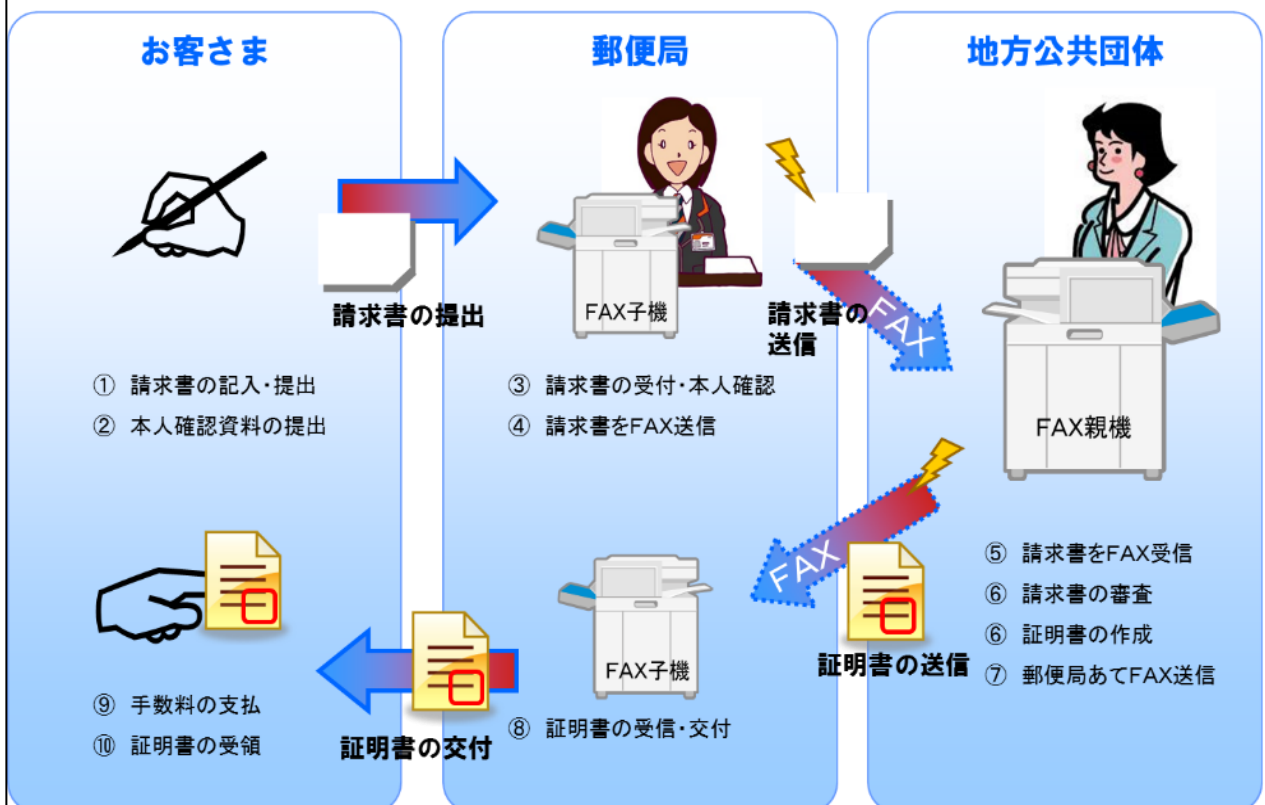 お客さま
郵便局
地方公共団体
FAX子機
請求書の提出
請求書の
送信
FAX
FAX親機
① 請求書の記入・提出
② 本人確認資料の提出
③ 請求書の受付・本人確認
④ 請求書をFAX送信
⑤ 請求書をFAX受信
⑥ 請求書の審査
⑥ 証明書の作成
⑦ 郵便局あてFAX送信
FAX
証明書の送信
FAX子機
⑧ 証明書の受信・交付
証明書の交付
⑨ 手数料の支払
⑩ 証明書の受領